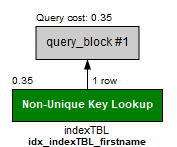 Query cost: 0.35
query_block #1
0.35
1 row
Non-Unique Key Lookup
indexTBL
idx_indexTBL_firstname